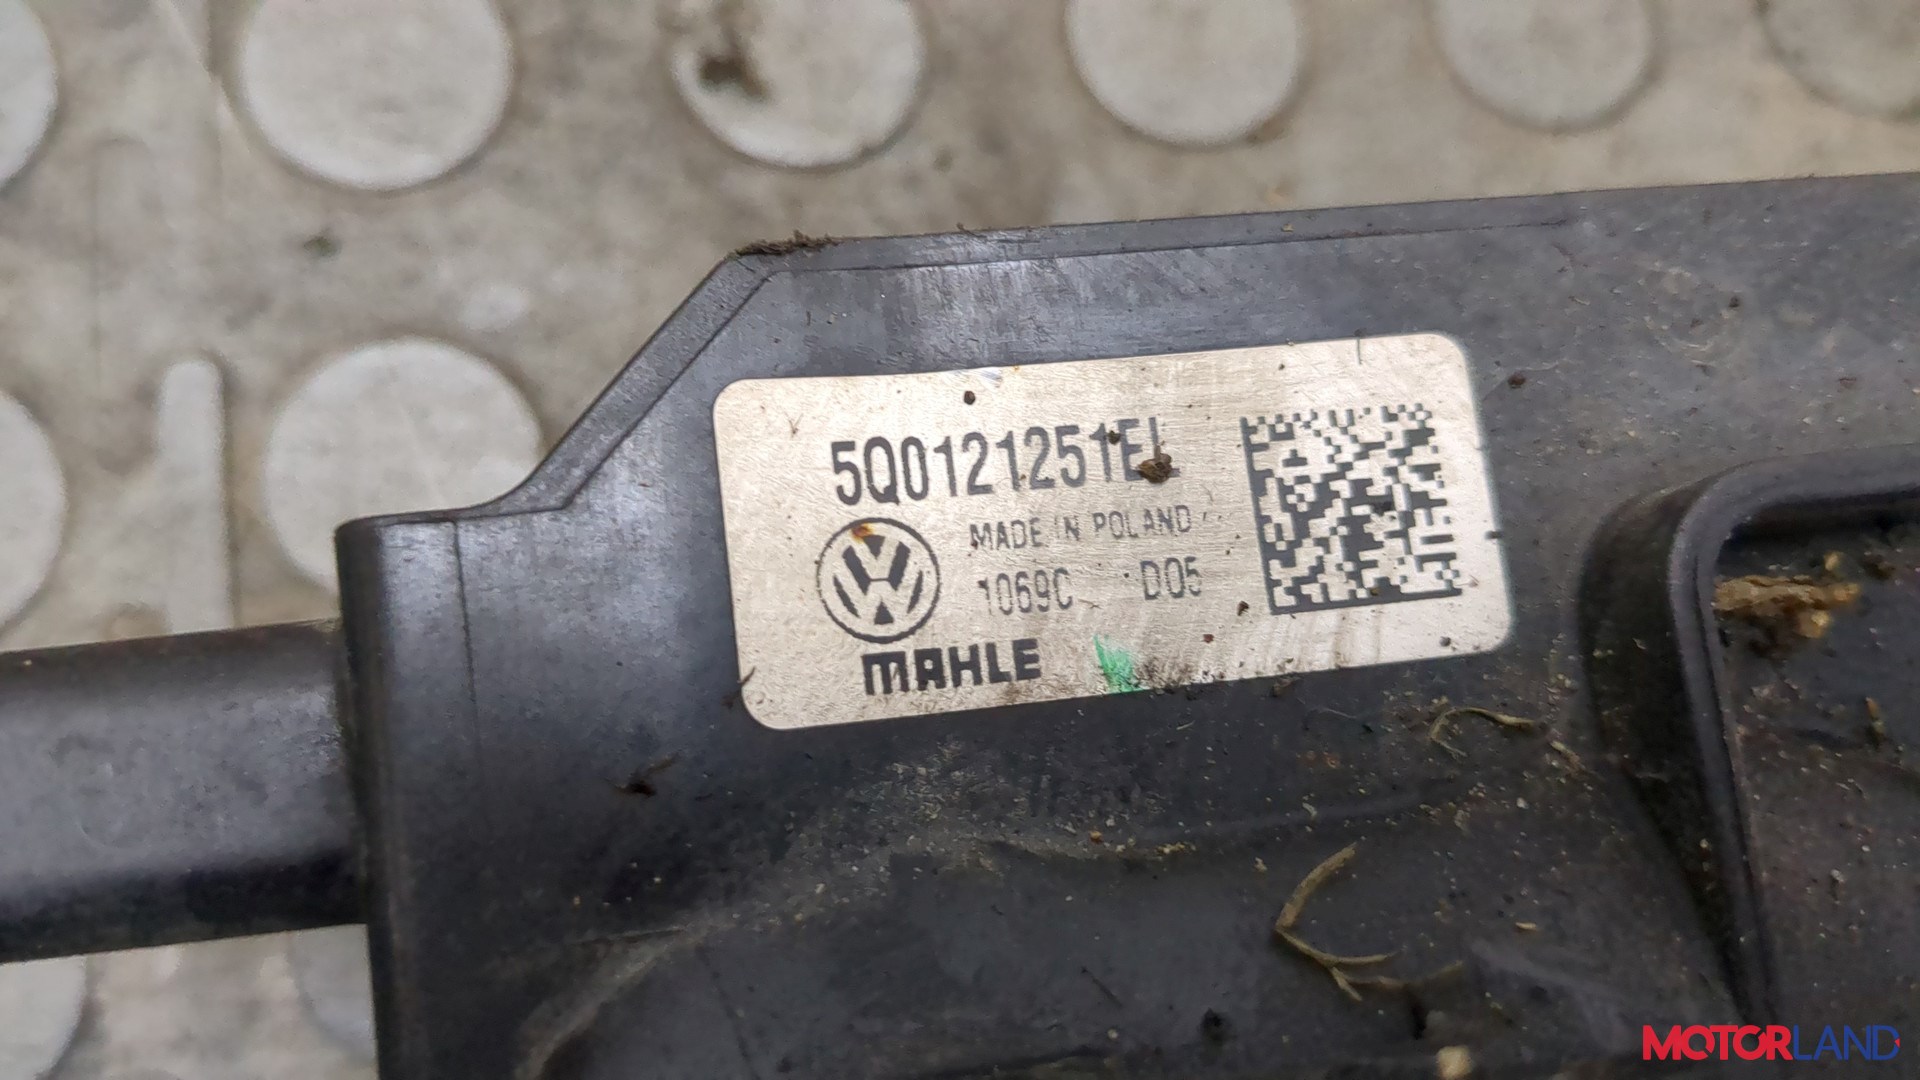 5Q0121251EL
MADE IN POLAND
1069C D05
MAHLE
MOTORLAND